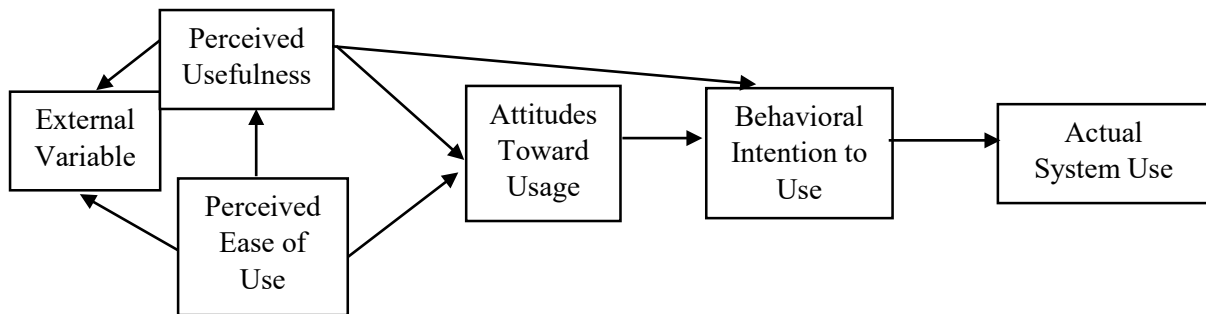 External
Variable
Perceived
Usefulness
Perceived
Ease of
Use
Attitudes
Toward
Usage
Behavioral
Intention to
Use
Actual
System Use